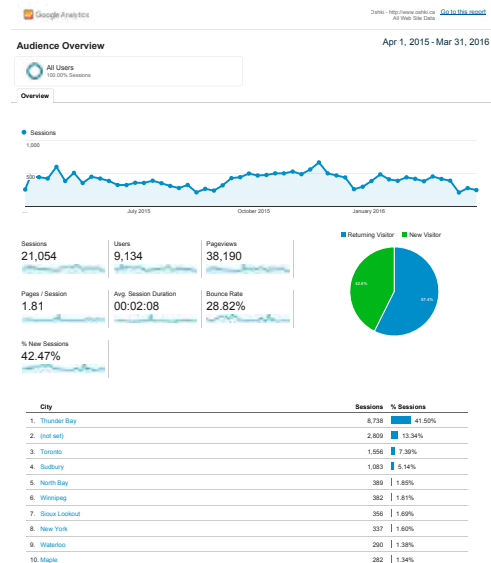 Google Analytics
http://www.oshki.ca Go to this report
All Web Site Data
Audience Overview
Apr 1, 2015 - Mar 31, 2016
All Users
100.00% Sessions
Overview
Sessions
1,000
500
...
July 2015 October 2015 January 2016
Returning Visitor New Visitor
Sessions Users Pageviews
21,054 9,134 38,190
Pages / Session Avg. Session Duration Bounce Rate
1.81 00:02:08 28.82%
% New Sessions
42.47%
57.4%
City Sessions % Sessions
1. Thunder Bay 8,738 41.50%
2. (not set) 2,809 13.34%
3. Toronto 1,556 7.39%
4. Sudbury 1,083 5.14%
5. North Bay 389 1.85%
6. Winnipeg 382 1.81%
7. Sioux Lookout 356 1.69%
8. New York 337 1.60%
9. Waterloo 290 1.38%
10. Maple 282 1.34%